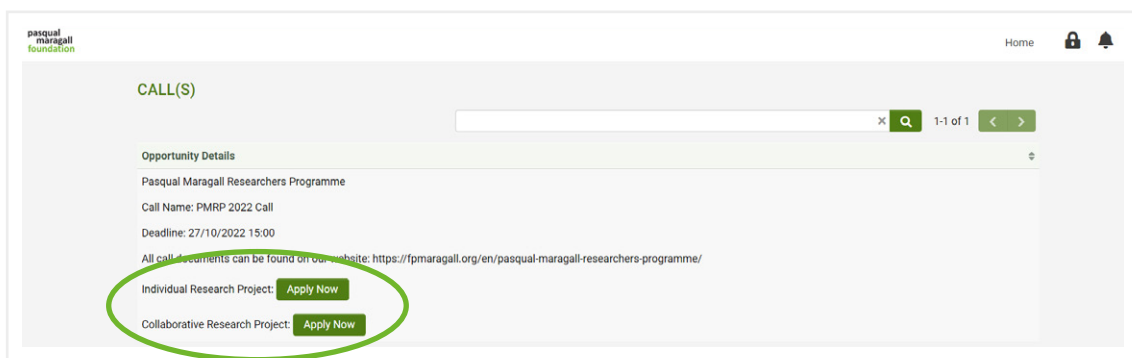 pasqual
maragall
foundation
Home
CALL(S)
1-1 of 1
Opportunity Details
Pasqual Maragall Researchers Programme
Call Name: PMRP 2022 Call
Deadline: 27/10/2022 15:00
All call documents can be found on our website: https://fpmaragall.org/en/pasqual-maragall-researchers-programme/
Individual Research Project: Apply Now
Collaborative Research Project: Apply Now